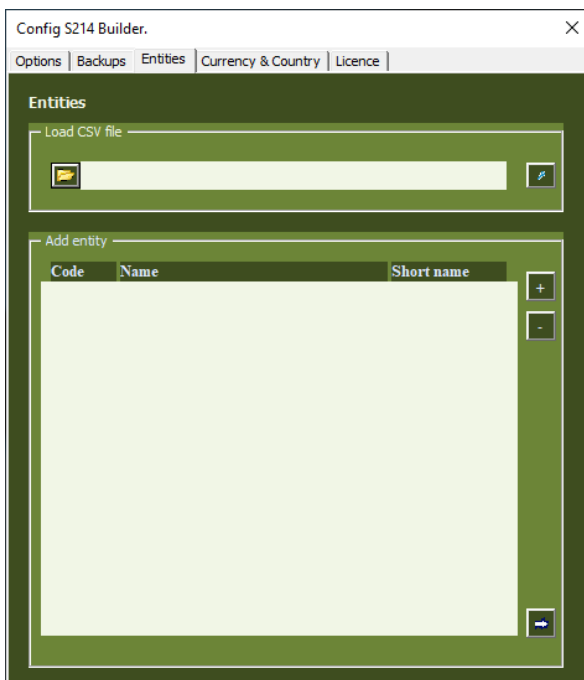 Config S214 Builder.
Options Backups Entities Currency & Country Licence
Entities
Load CSV file
Add entity
Code Name Short name
+
-